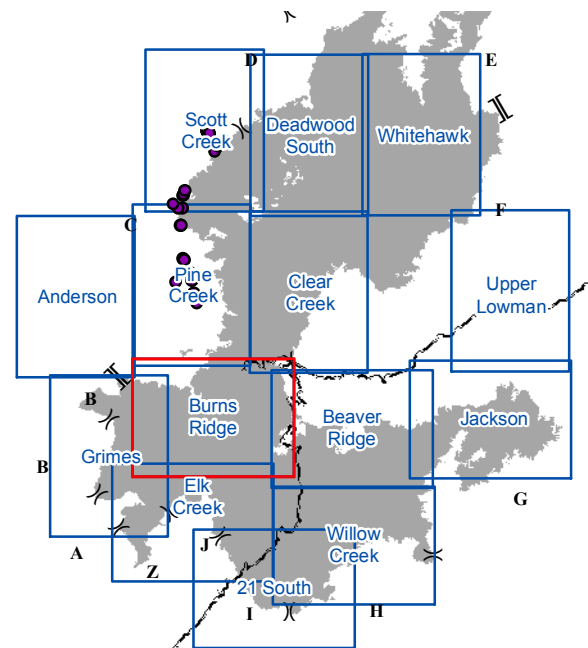 D
E
Scott
Creek
Deadwood
South
Whitehawk
C
F
Anderson
Pine
Creek
Clear
Creek
Upper
Lowman
B
Burns
Ridge
Beaver
Ridge
Jackson
B
Grimes
Elk
Creek
G
A
J
Willow
Creek
Z
21 South
I
H